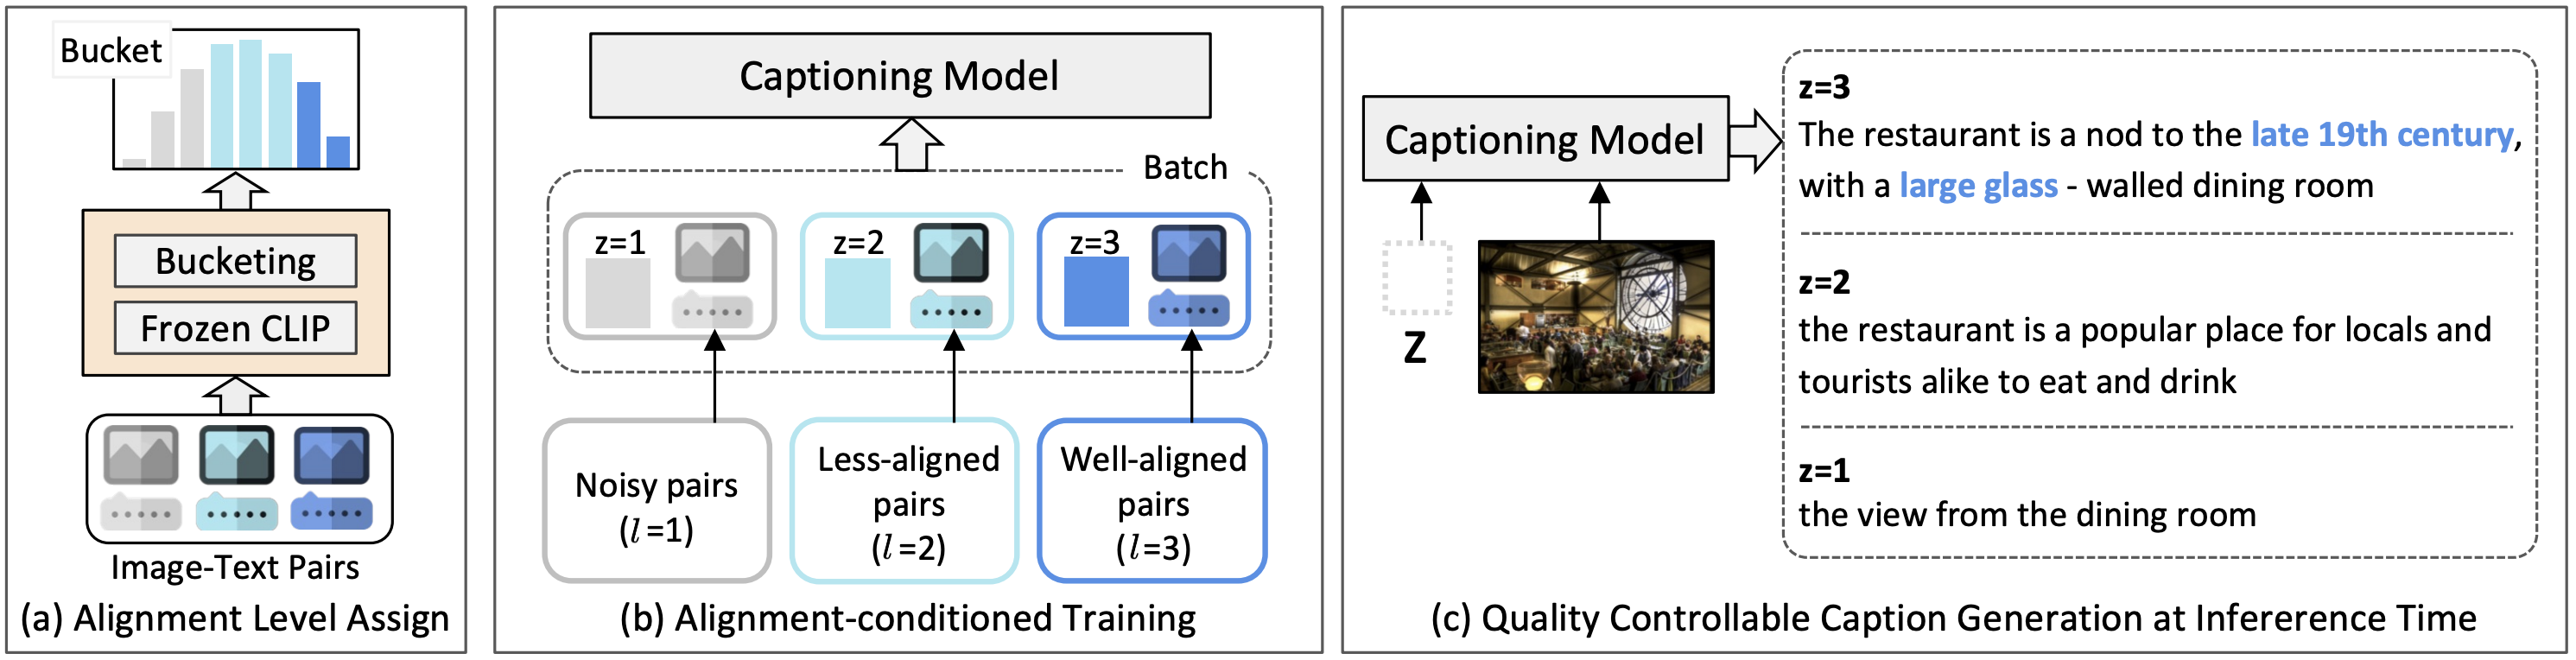 Bucket
Bucketing
Frozen CLIP
Image-Text Pairs
(a) Alignment Level Assign
Captioning Model
Batch
z=1
z=2
z=3
Noisy pairs
(l=1)
Less-aligned
pairs
(l=2)
Well-aligned
pairs
(l=3)
(b) Alignment-conditioned Training
Captioning Model
z
z=3
The restaurant is a nod to the late 19th century,
with a large glass - walled dining room
z=2
the restaurant is a popular place for locals and
tourists alike to eat and drink
z=1
the view from the dining room
(c) Quality Controllable Caption Generation at Infererence Time